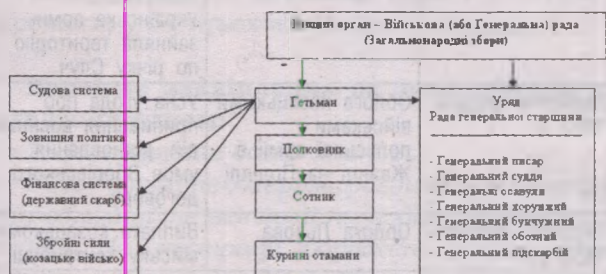 Вищий орган – Військова (або Генеральна) рада
(Загальнонародні збори)
Судова система
Зовнішня політика
Фінансова система
(державний скарб)
Збройні сили
(козацьке військо)
Гетьман
Полковник
Сотник
Курінні отамани
Уряд
Рада генеральної старшини
- Генеральний писар
- Генеральний суддя
- Генеральні осавули
- Генеральний хорунжий
- Генеральний бунчужний
- Генеральний обозний
- Генеральний підскарбій